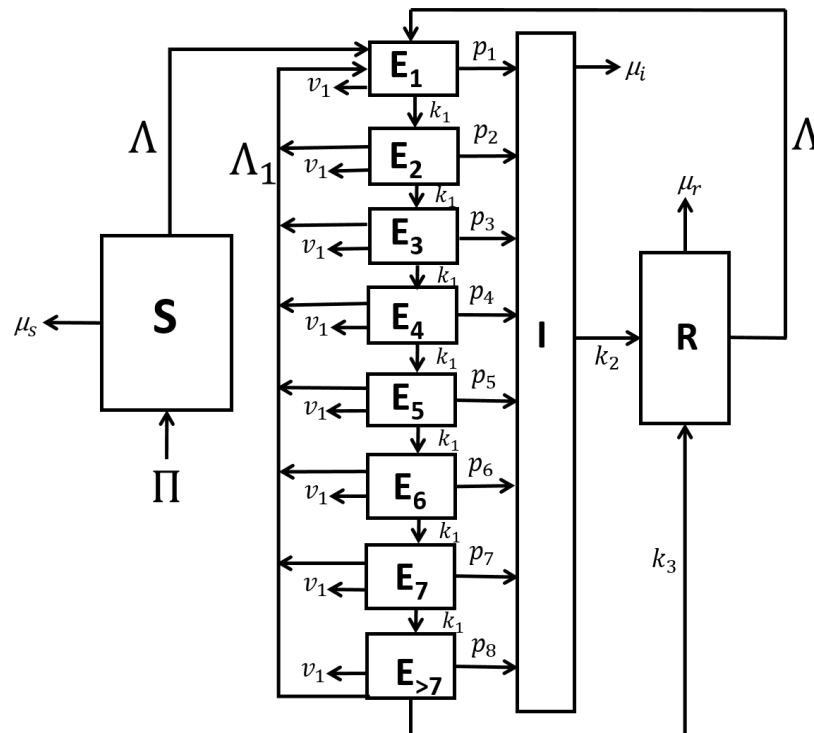 E₁
p₁
v₁
μᵢ
k₁
Λ
Λ₁
Λ
E₂
p₂
v₁
k₁
μᵣ
E₃
p₃
v₁
k₁
S
μₛ
E₄
p₄
v₁
k₁
I
R
k₂
E₅
p₅
v₁
k₁
Π
E₆
p₆
v₁
k₁
E₇
p₇
v₁
k₃
k₁
E>₇
p₈
v₁